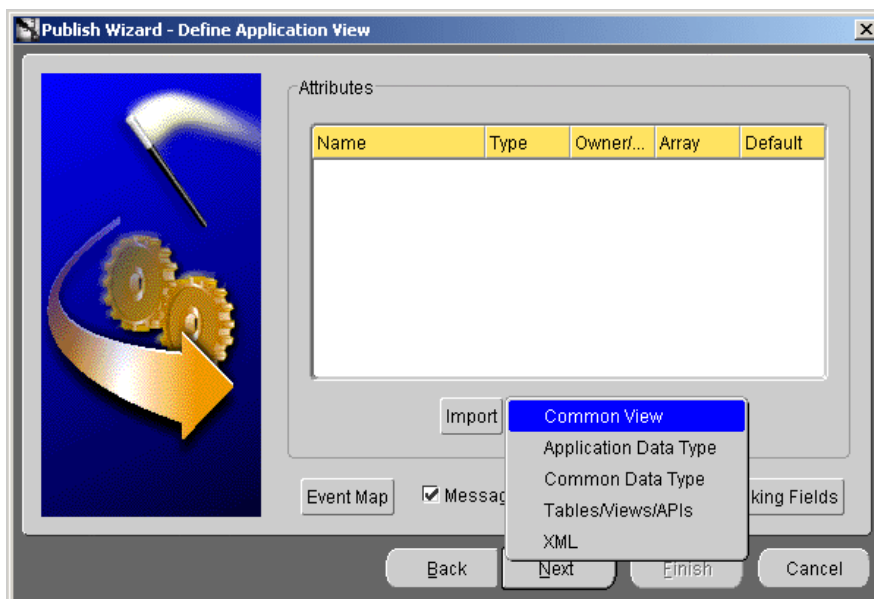 Publish Wizard - Define Application View
Attributes
Name Type Owner/... Array Default
Import
Common View
Application Data Type
Common Data Type
Tables/Views/APIs
XML
Event Map Messag king Fields
Back Next Finish Cancel